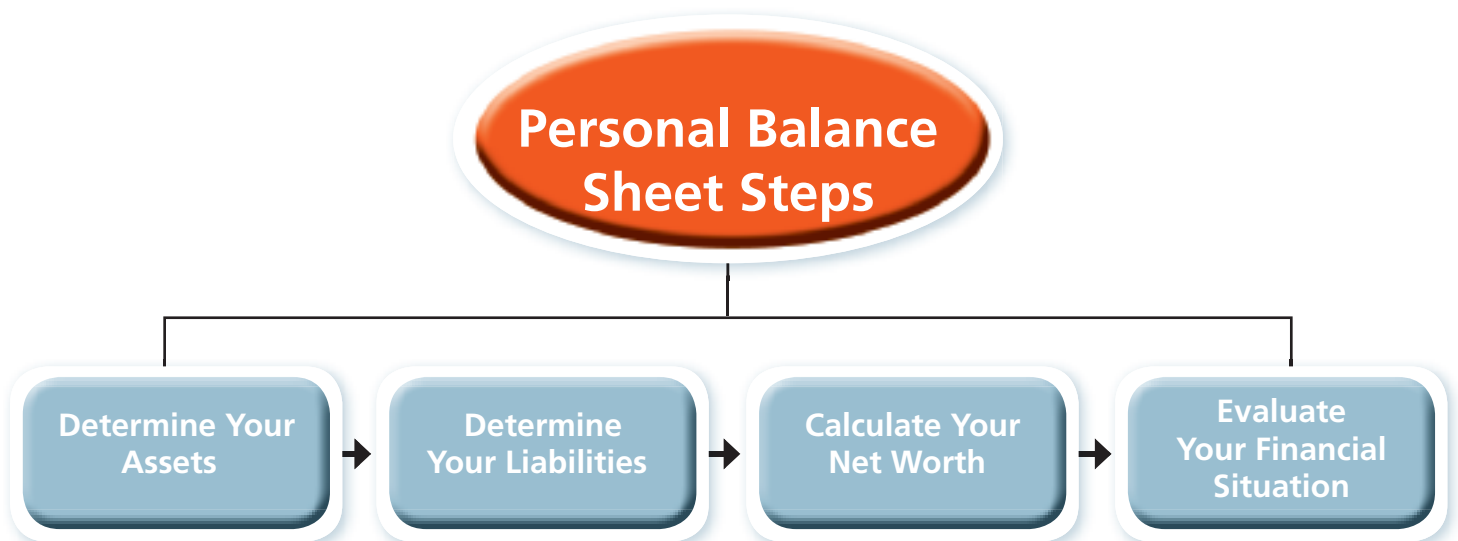 Personal Balance
Sheet Steps
Determine Your
Assets
Determine
Your Liabilities
Calculate Your
Net Worth
Evaluate
Your Financial
Situation